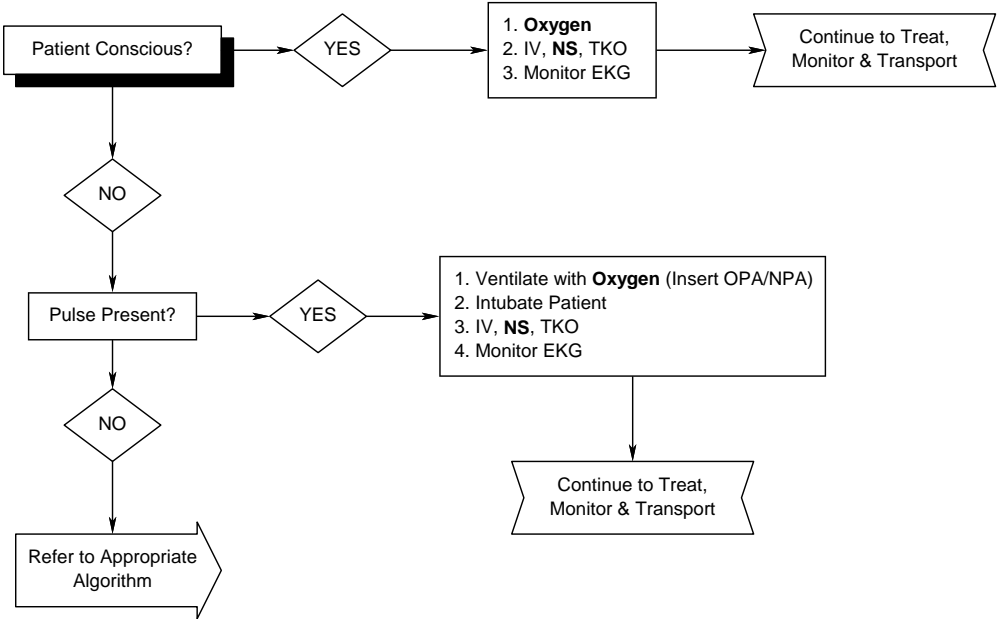 Patient Conscious?
YES
1. Oxygen
2. IV, NS, TKO
3. Monitor EKG
Continue to Treat,
Monitor & Transport
NO
Pulse Present?
YES
1. Ventilate with Oxygen (Insert OPA/NPA)
2. Intubate Patient
3. IV, NS, TKO
4. Monitor EKG
NO
Continue to Treat,
Monitor & Transport
Refer to Appropriate
Algorithm